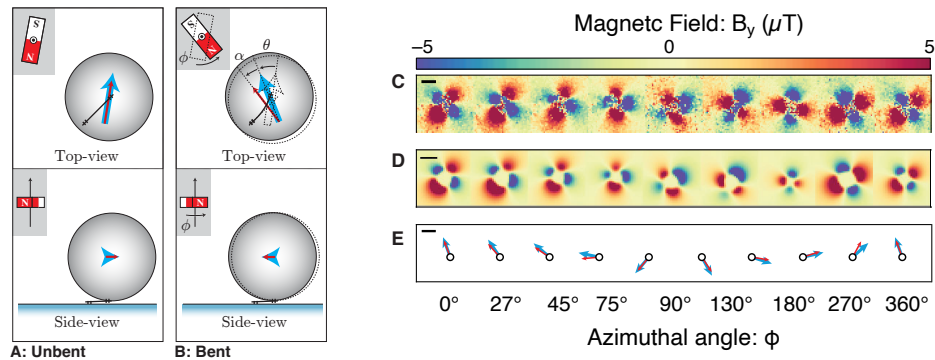 S
N
Top-view
N
Side-view
A: Unbent
S
N
ϕ
α
θ
Top-view
N
ϕ
Side-view
B: Bent
Magnetc Field: By (μT)
−5 0 5
C
D
E
0° 27° 45° 75° 90° 130° 180° 270° 360°
Azimuthal angle: ϕ